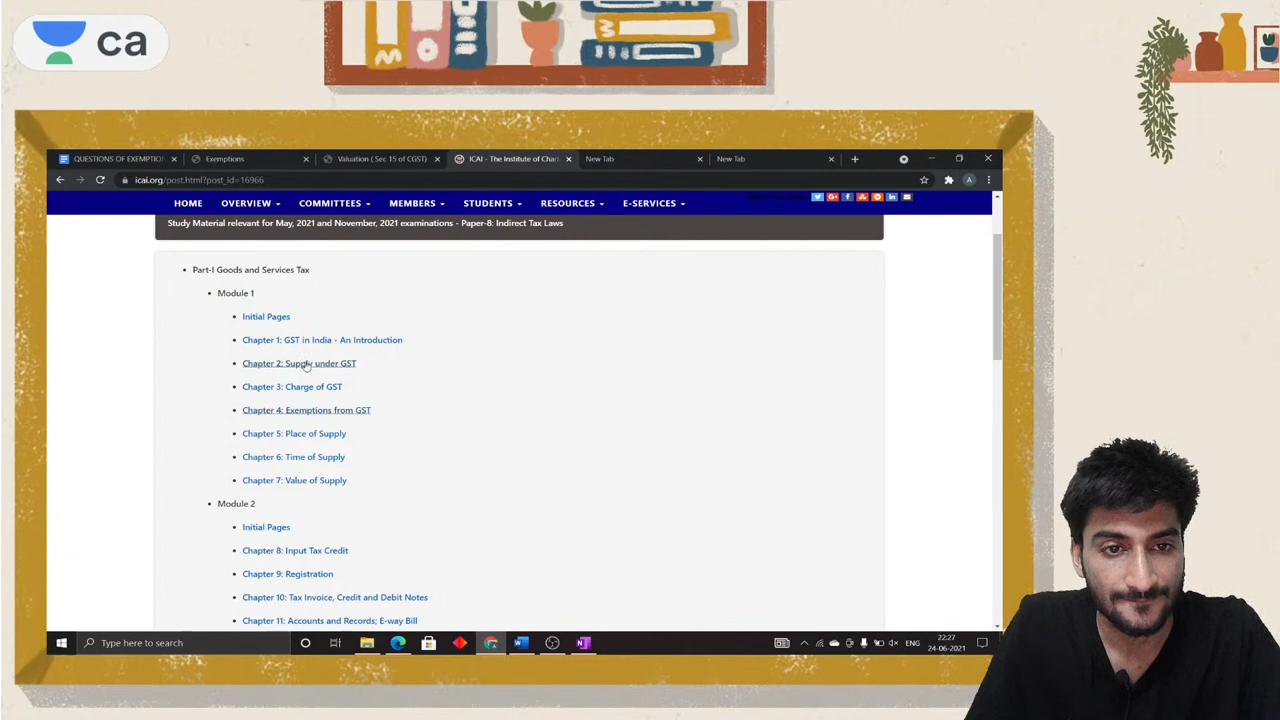 ca
QUESTIONS OF EXEMPTION
Exemptions
Valuation ( Sec 15 of CGST)
ICAI - The Institute of Chart
New Tab
New Tab
icai.org/post.html?post_id=16966
A
HOME
OVERVIEW
COMMITTEES
MEMBERS
STUDENTS
RESOURCES
E-SERVICES
Study Material relevant for May, 2021 and November, 2021 examinations - Paper-8: Indirect Tax Laws
Part-I Goods and Services Tax
Module 1
Initial Pages
Chapter 1: GST in India - An Introduction
Chapter 2: Supply under GST
Chapter 3: Charge of GST
Chapter 4: Exemptions from GST
Chapter 5: Place of Supply
Chapter 6: Time of Supply
Chapter 7: Value of Supply
Module 2
Initial Pages
Chapter 8: Input Tax Credit
Chapter 9: Registration
Chapter 10: Tax Invoice, Credit and Debit Notes
Chapter 11: Accounts and Records; E-way Bill
Type here to search
ENG
22:27
24-06-2021